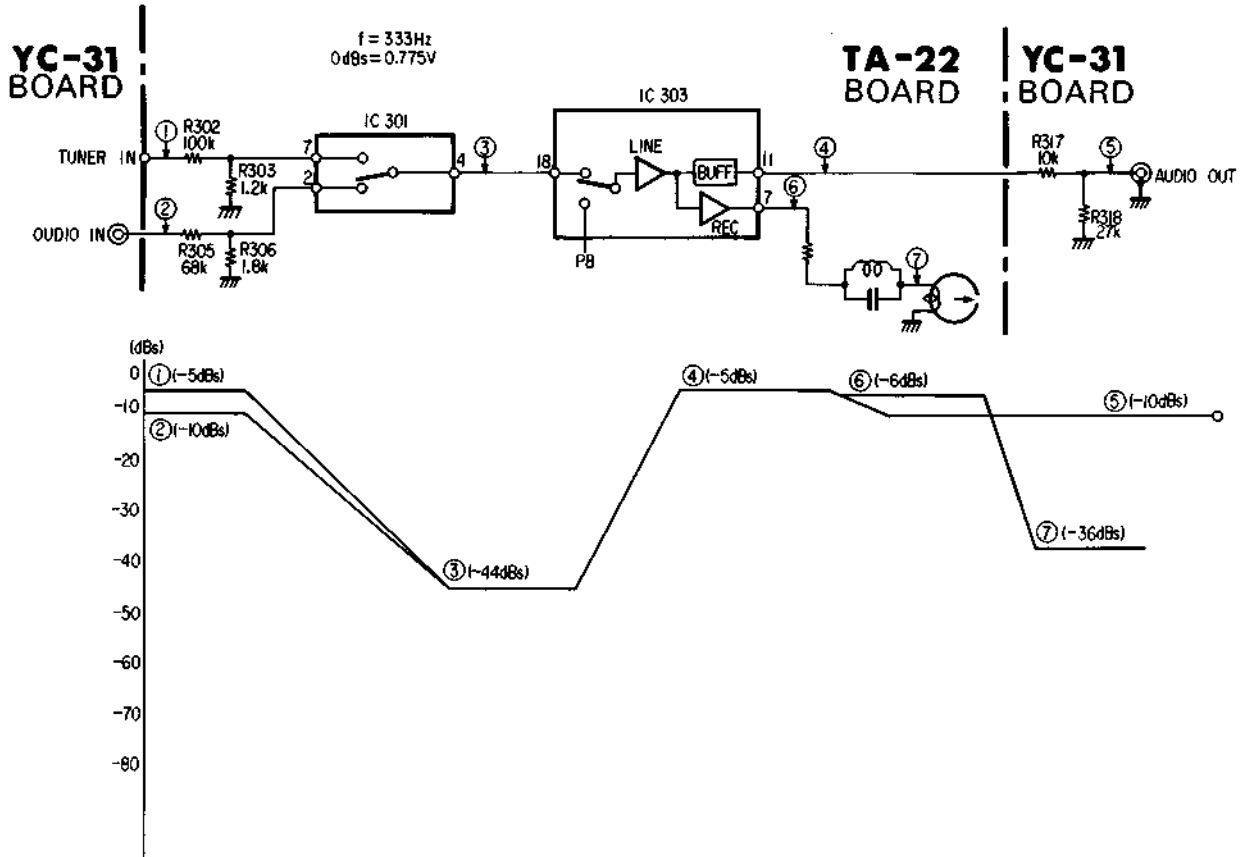 YC-31
BOARD
f = 333Hz
0dBs = 0.775V
TA-22
BOARD
YC-31
BOARD
IC 301
IC 303
TUNER IN
①
R302
100k
R303
1.2k
7
2
4
③
18
LINE
BUFF
11
④
7
⑥
REC
PB
R317
10k
⑤
AUDIO OUT
R318
27k
OUDIO IN
②
R305
68k
R306
1.8k
⑦
(dBs)
0
-10
-20
-30
-40
-50
-60
-70
-80
① (-5dBs)
② (-10dBs)
③ (-44dBs)
④ (-5dBs)
⑥ (-6dBs)
⑤ (-10dBs)
⑦ (-36dBs)